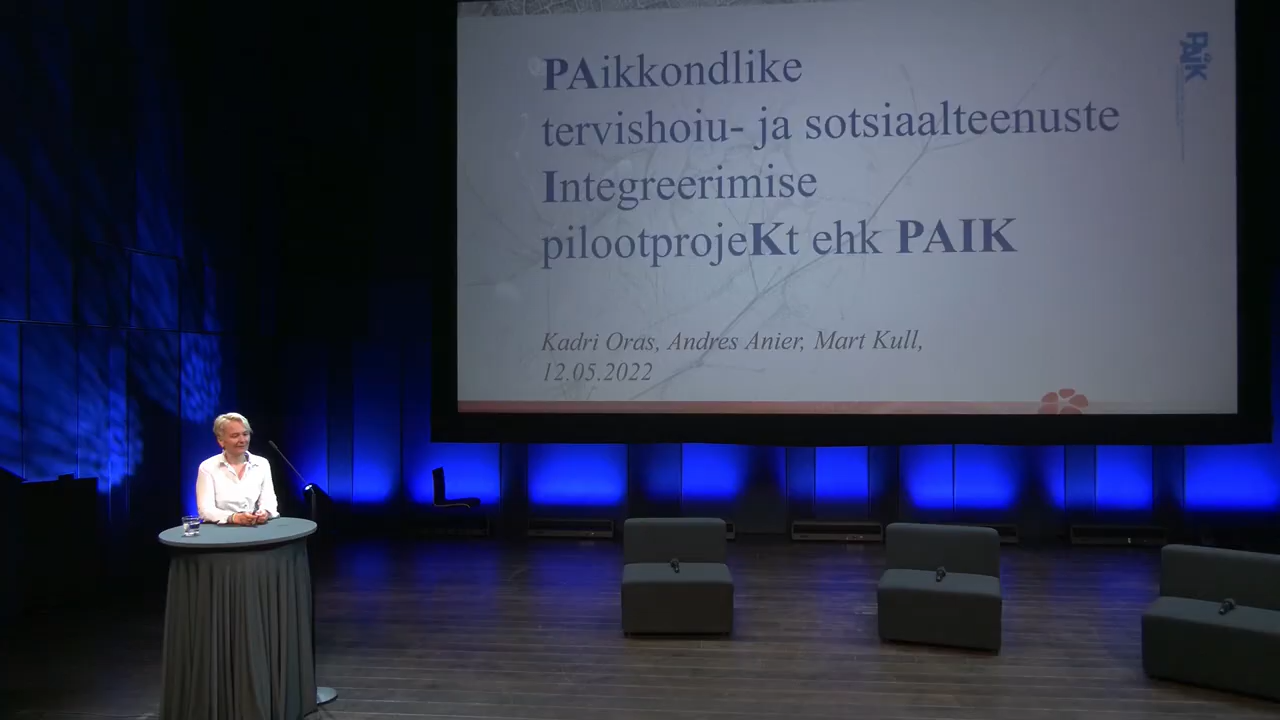 PAikkondlike
tervishoiu- ja sotsiaalteenuste
Integreerimise
pilootprojeKt ehk PAIK
Kadri Oras, Andres Anier, Mart Kull,
12.05.2022
PAIK